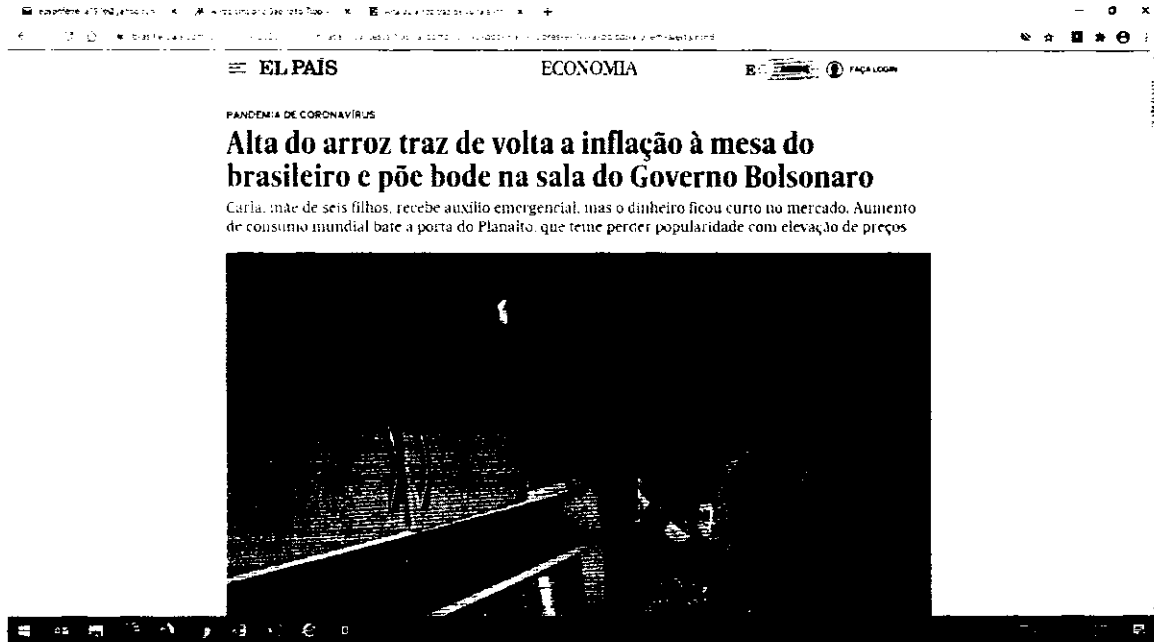 EL PAÍS
ECONOMIA
FAÇA LOGIN
PANDEMIA DE CORONAVÍRUS
Alta do arroz traz de volta a inflação à mesa do
brasileiro e põe bode na sala do Governo Bolsonaro
Carla, mãe de seis filhos, recebe auxílio emergencial, mas o dinheiro ficou curto no mercado. Aumento
de consumo mundial bate a porta do Planalto, que teme perder popularidade com elevação de preços